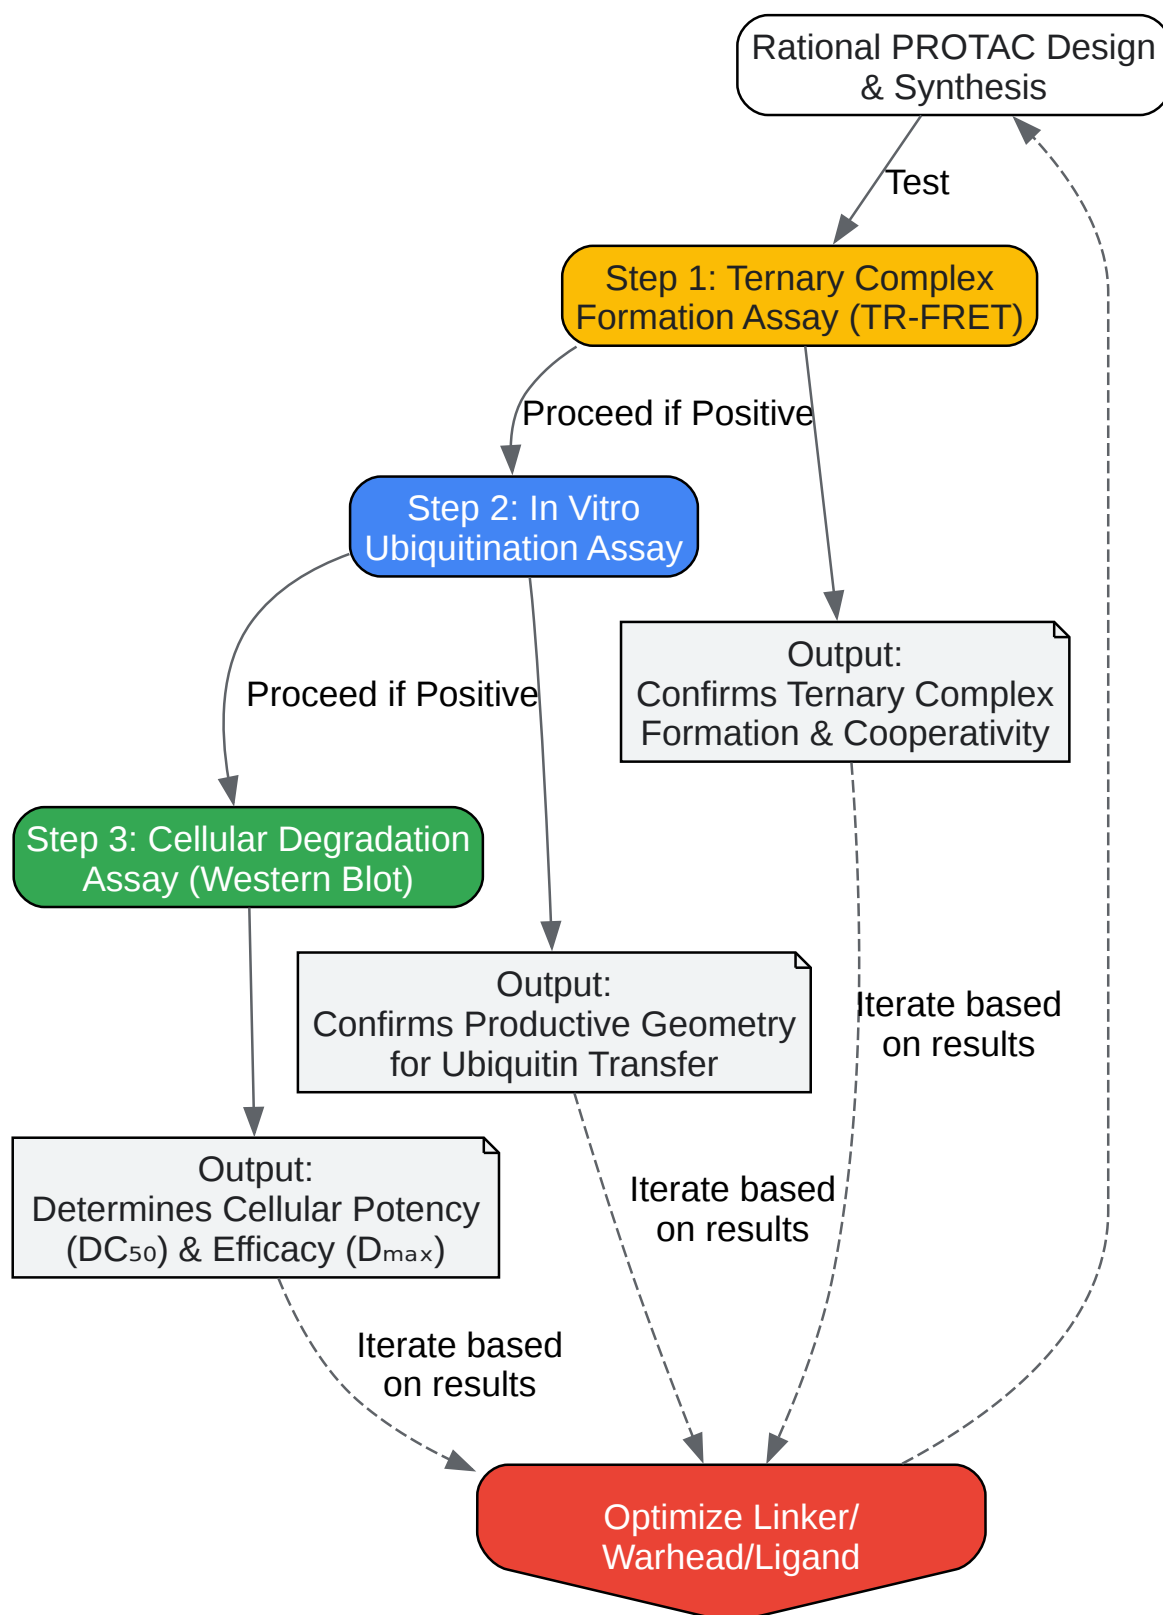 Rational PROTAC Design
& Synthesis
Test
Step 1: Ternary Complex
Formation Assay (TR-FRET)
Proceed if Positive
Step 2: In Vitro
Ubiquitination Assay
Output:
Confirms Ternary Complex
Formation & Cooperativity
Proceed if Positive
Step 3: Cellular Degradation
Assay (Western Blot)
Output:
Confirms Productive Geometry
for Ubiquitin Transfer
Iterate based
on results
Output:
Determines Cellular Potency
(DC₅₀) & Efficacy (Dₘₐₓ)
Iterate based
on results
Iterate based
on results
Optimize Linker/
Warhead/Ligand